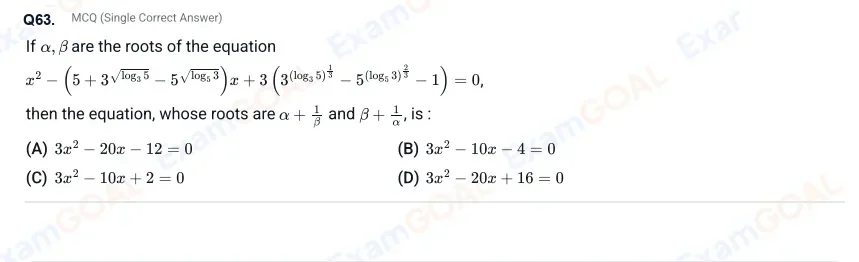 Q63. MCQ (Single Correct Answer)
If α, β are the roots of the equation
x² − (5 + 3^{√(log₃ 5)} − 5^{√(log₅ 3)})x + 3(3^{(log₃ 5)^{1/3}} − 5^{(log₅ 3)^{2/3}} − 1) = 0,
then the equation, whose roots are α + 1/β and β + 1/α, is :
(A) 3x² − 20x − 12 = 0 (B) 3x² − 10x − 4 = 0
(C) 3x² − 10x + 2 = 0 (D) 3x² − 20x + 16 = 0
ExamGOAL